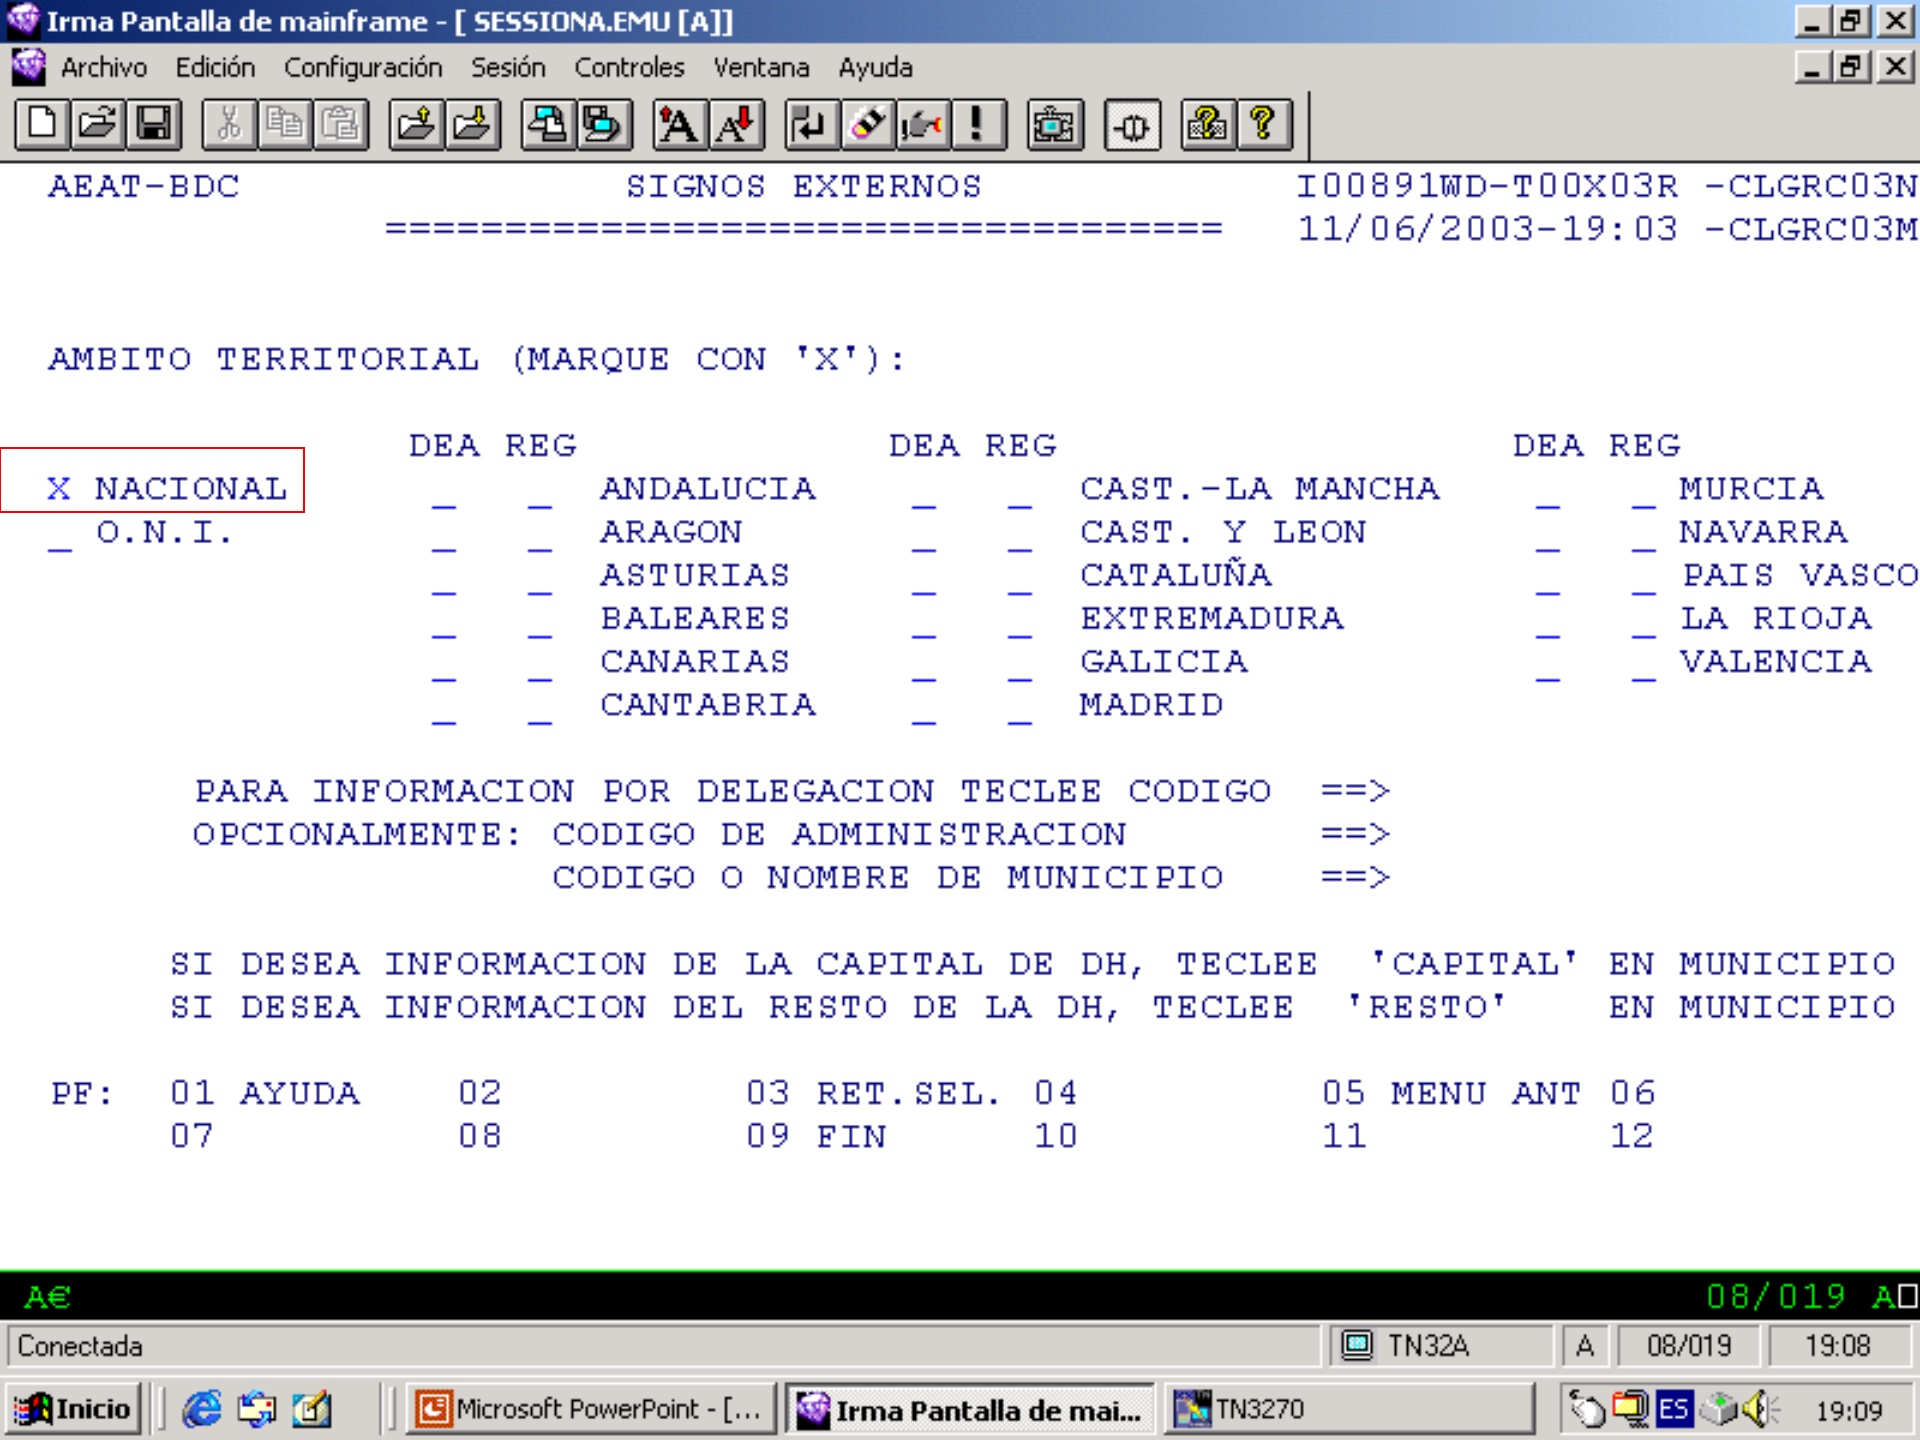 Irma Pantalla de mainframe - [ SESSIONA.EMU [A]]
Archivo Edición Configuración Sesión Controles Ventana Ayuda
AEAT-BDC SIGNOS EXTERNOS I00891WD-T00X03R -CLGRC03N
=================================== 11/06/2003-19:03 -CLGRC03M
AMBITO TERRITORIAL (MARQUE CON 'X'):
DEA REG DEA REG DEA REG
X NACIONAL _ _ ANDALUCIA _ _ CAST.-LA MANCHA _ _ MURCIA
_ O.N.I. _ _ ARAGON _ _ CAST. Y LEON _ _ NAVARRA
_ _ ASTURIAS _ _ CATALUÑA _ _ PAIS VASCO
_ _ BALEARES _ _ EXTREMADURA _ _ LA RIOJA
_ _ CANARIAS _ _ GALICIA _ _ VALENCIA
_ _ CANTABRIA _ _ MADRID
PARA INFORMACION POR DELEGACION TECLEE CODIGO ==>
OPCIONALMENTE: CODIGO DE ADMINISTRACION ==>
CODIGO O NOMBRE DE MUNICIPIO ==>
SI DESEA INFORMACION DE LA CAPITAL DE DH, TECLEE 'CAPITAL' EN MUNICIPIO
SI DESEA INFORMACION DEL RESTO DE LA DH, TECLEE 'RESTO' EN MUNICIPIO
PF: 01 AYUDA 02 03 RET.SEL. 04 05 MENU ANT 06
07 08 09 FIN 10 11 12
A€ 08/019 A
Conectada TN32A A 08/019 19:08
Inicio Microsoft PowerPoint - [... Irma Pantalla de mai... TN3270 ES 19:09